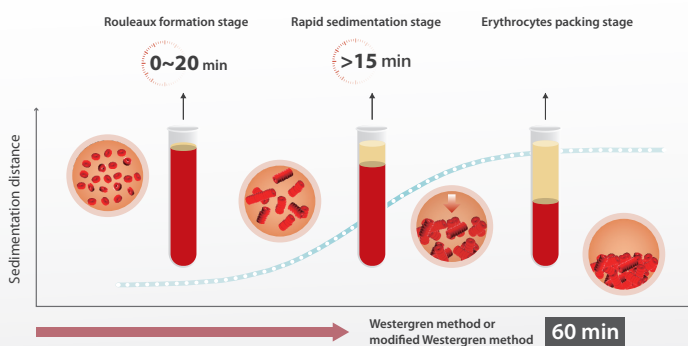 Rouleaux formation stage
Rapid sedimentation stage
Erythrocytes packing stage
0~20 min
>15 min
Sedimentation distance
Westergren method or
modified Westergren method
60 min